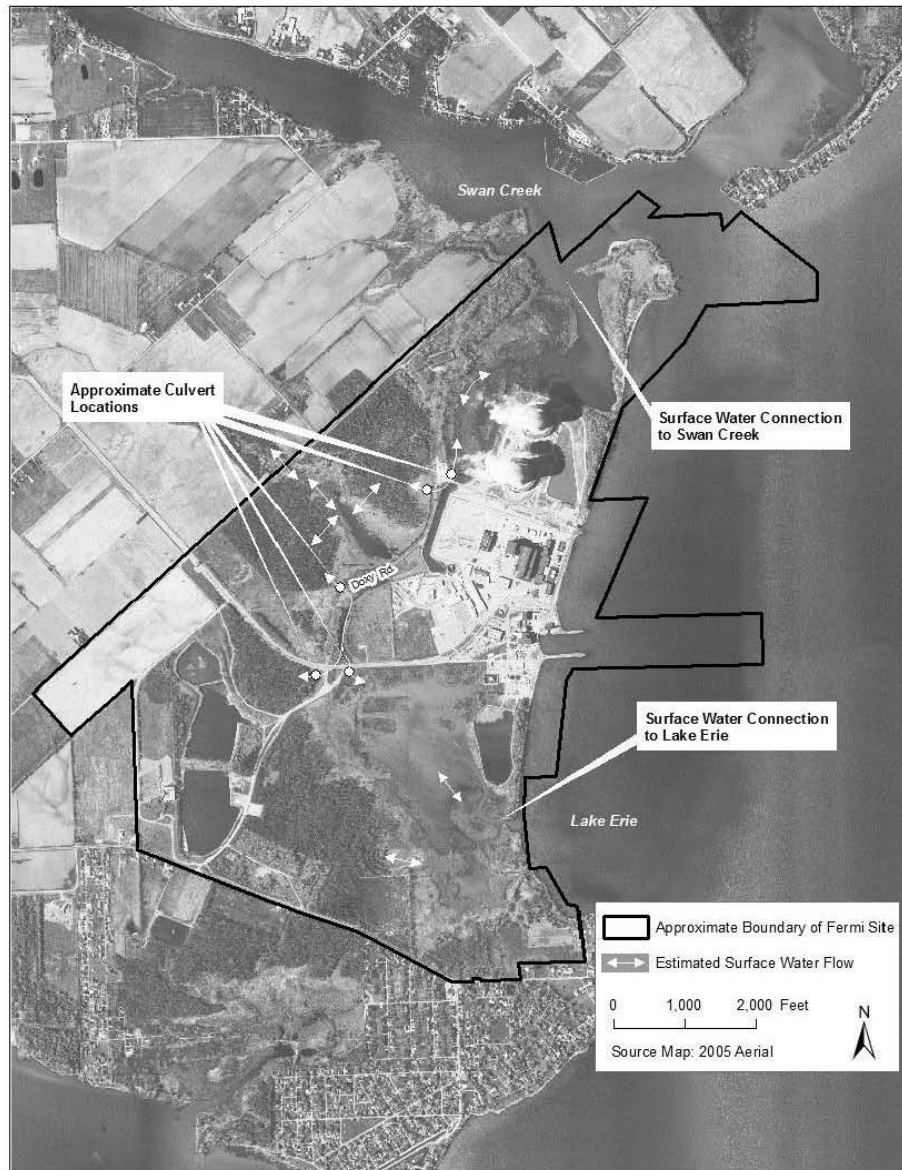 Swan Creek
Approximate Culvert
Locations
Surface Water Connection
to Swan Creek
Doxy Rd.
Surface Water Connection
to Lake Erie
Lake Erie
Approximate Boundary of Fermi Site
Estimated Surface Water Flow
0 1,000 2,000 Feet
N
Source Map: 2005 Aerial